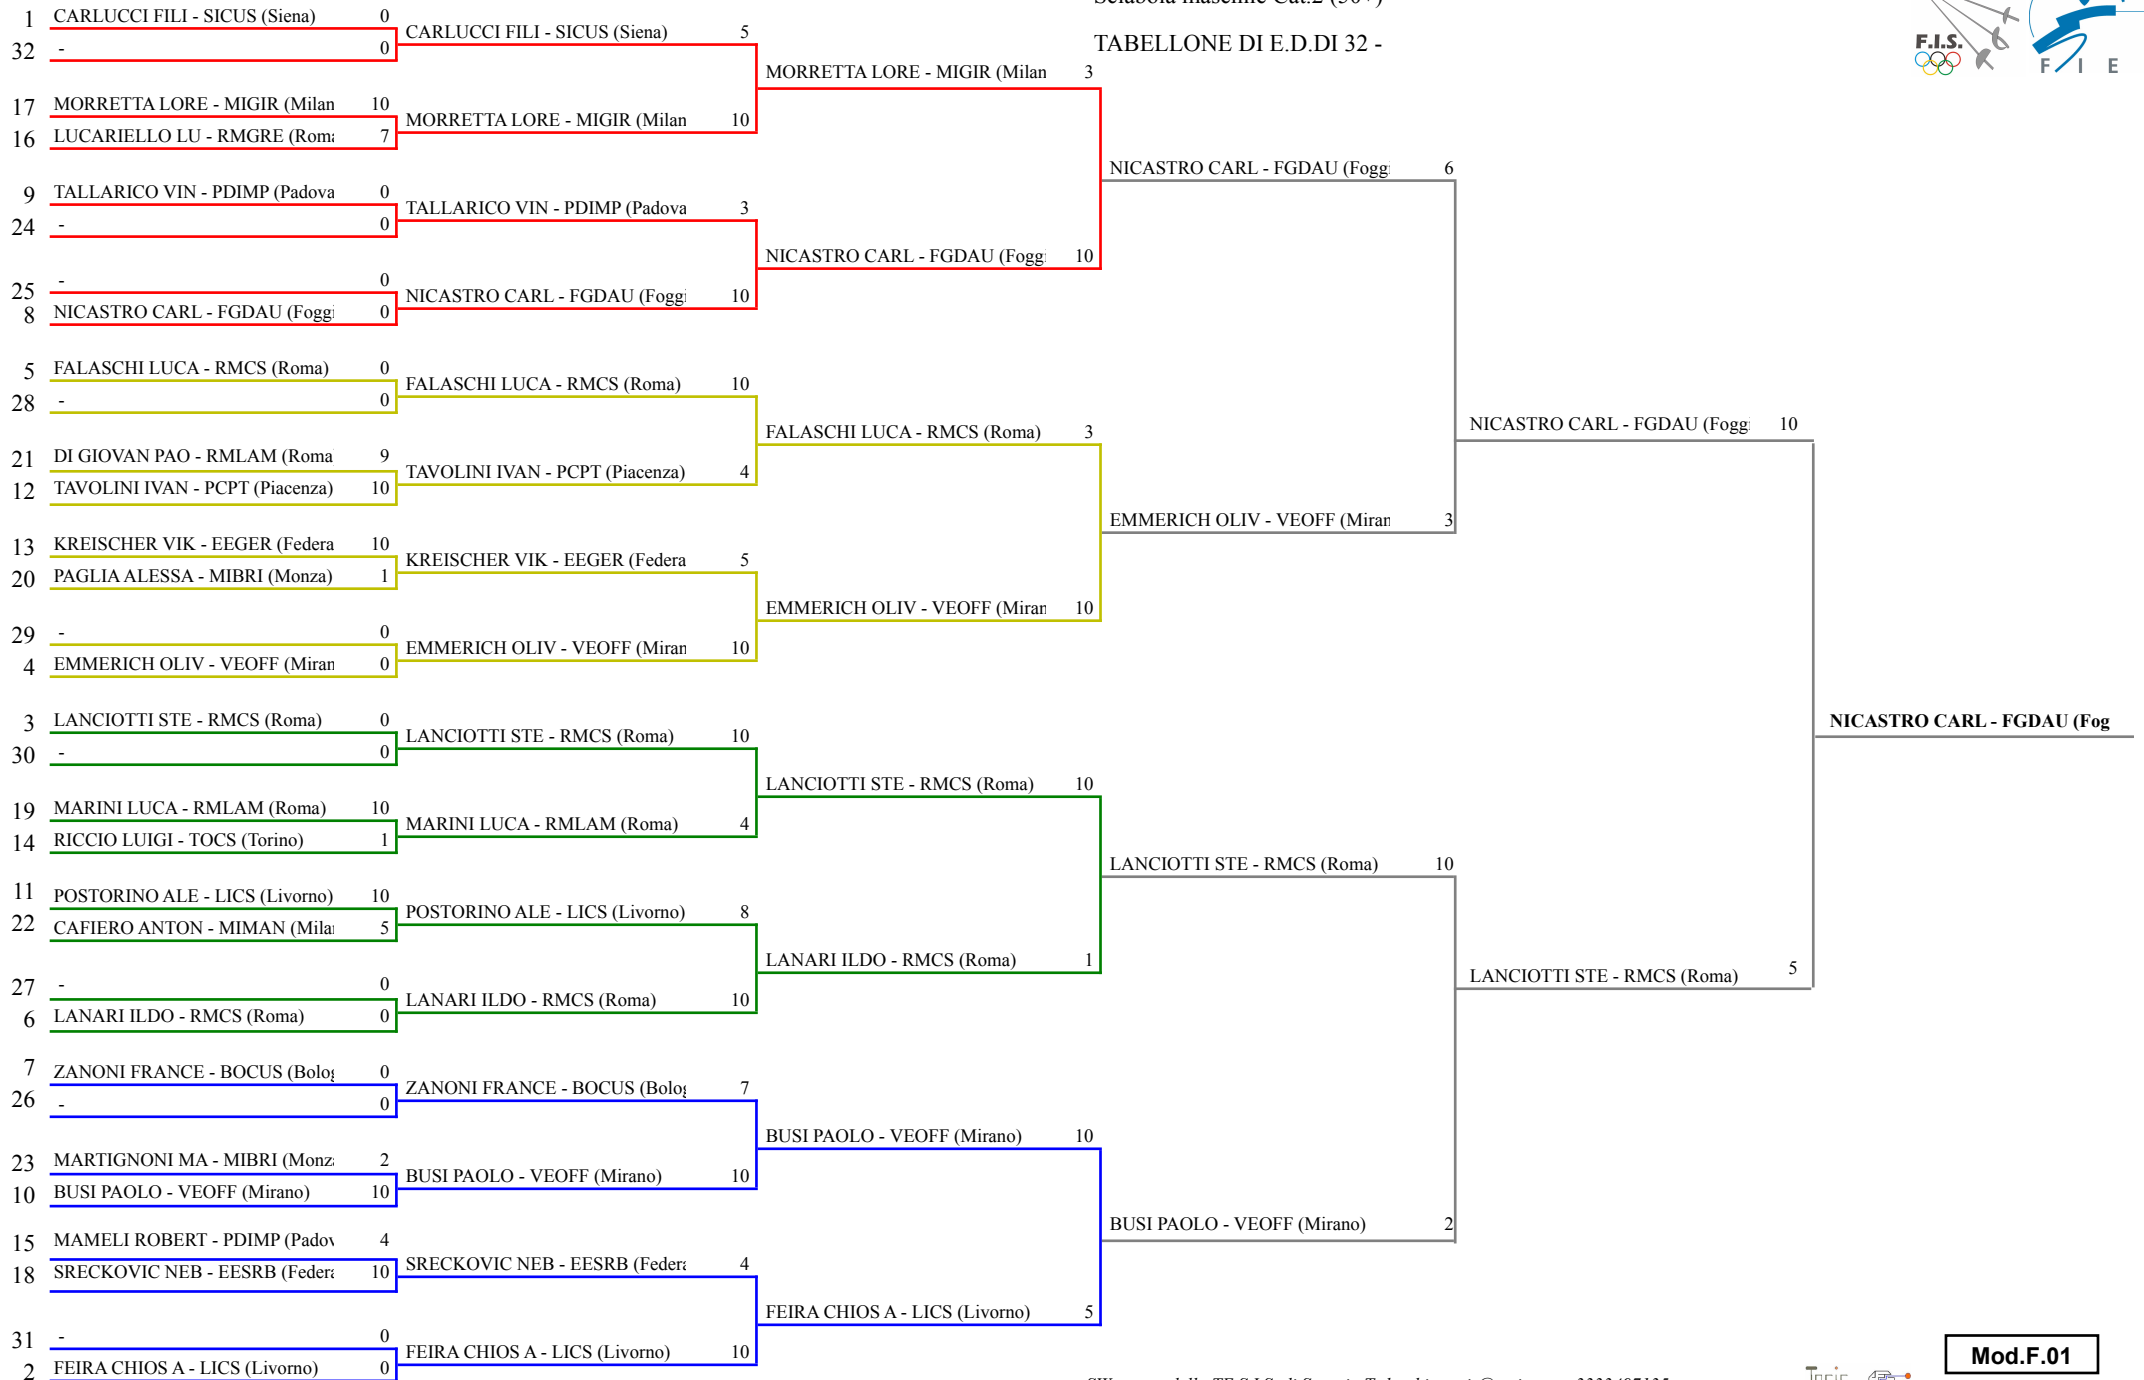 TABELLONE DI E.D.DI 32 -
F.I.S.
F I E
1 CARLUCCI FILI - SICUS (Siena) 0
32 - 0
17 MORRETTA LORE - MIGIR (Milan 10
16 LUCARIELLO LU - RMGRE (Roma 7
9 TALLARICO VIN - PDIMP (Padova 0
24 - 0
25 - 0
8 NICASTRO CARL - FGDAU (Foggi 0
5 FALASCHI LUCA - RMCS (Roma) 0
28 - 0
21 DI GIOVAN PAO - RMLAM (Roma 9
12 TAVOLINI IVAN - PCPT (Piacenza) 10
13 KREISCHER VIK - EEGER (Federa 10
20 PAGLIA ALESSA - MIBRI (Monza) 1
29 - 0
4 EMMERICH OLIV - VEOFF (Miran 0
3 LANCIOTTI STE - RMCS (Roma) 0
30 - 0
19 MARINI LUCA - RMLAM (Roma) 10
14 RICCIO LUIGI - TOCS (Torino) 1
11 POSTORINO ALE - LICS (Livorno) 10
22 CAFIERO ANTON - MIMAN (Mila 5
27 - 0
6 LANARI ILDO - RMCS (Roma) 0
7 ZANONI FRANCE - BOCUS (Bolog 0
26 - 0
23 MARTIGNONI MA - MIBRI (Monz 2
10 BUSI PAOLO - VEOFF (Mirano) 10
15 MAMELI ROBERT - PDIMP (Padov 4
18 SRECKOVIC NEB - EESRB (Federa 10
31 - 0
2 FEIRA CHIOS A - LICS (Livorno) 0
CARLUCCI FILI - SICUS (Siena) 5
MORRETTA LORE - MIGIR (Milan 10
TALLARICO VIN - PDIMP (Padova 3
NICASTRO CARL - FGDAU (Foggi 10
FALASCHI LUCA - RMCS (Roma) 10
TAVOLINI IVAN - PCPT (Piacenza) 4
KREISCHER VIK - EEGER (Federa 5
EMMERICH OLIV - VEOFF (Miran 10
LANCIOTTI STE - RMCS (Roma) 10
MARINI LUCA - RMLAM (Roma) 4
POSTORINO ALE - LICS (Livorno) 8
LANARI ILDO - RMCS (Roma) 10
ZANONI FRANCE - BOCUS (Bolog 7
BUSI PAOLO - VEOFF (Mirano) 10
SRECKOVIC NEB - EESRB (Federa 4
FEIRA CHIOS A - LICS (Livorno) 10
MORRETTA LORE - MIGIR (Milan 3
NICASTRO CARL - FGDAU (Foggi 10
FALASCHI LUCA - RMCS (Roma) 3
EMMERICH OLIV - VEOFF (Miran 10
LANCIOTTI STE - RMCS (Roma) 10
LANARI ILDO - RMCS (Roma) 1
BUSI PAOLO - VEOFF (Mirano) 10
FEIRA CHIOS A - LICS (Livorno) 5
NICASTRO CARL - FGDAU (Foggi 6
EMMERICH OLIV - VEOFF (Miran 3
LANCIOTTI STE - RMCS (Roma) 10
BUSI PAOLO - VEOFF (Mirano) 2
NICASTRO CARL - FGDAU (Foggi 10
LANCIOTTI STE - RMCS (Roma) 5
NICASTRO CARL - FGDAU (Fog
Mod.F.01